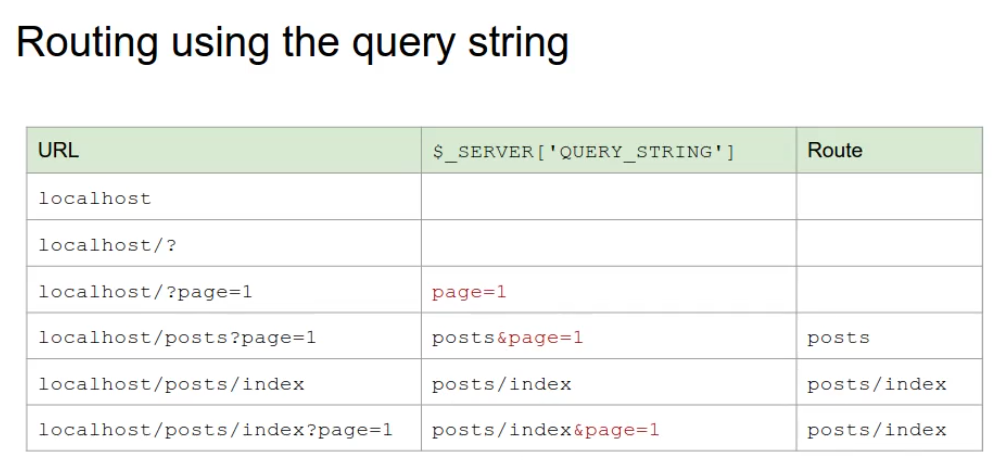 Routing using the query string
URL $_SERVER['QUERY_STRING'] Route
localhost
localhost/?
localhost/?page=1 page=1
localhost/posts?page=1 posts&page=1 posts
localhost/posts/index posts/index posts/index
localhost/posts/index?page=1 posts/index&page=1 posts/index